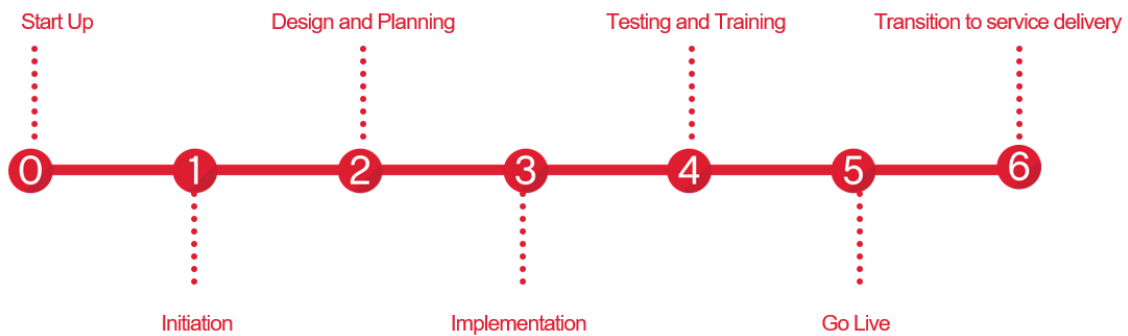 Start Up
Design and Planning
Testing and Training
Transition to service delivery
0
1
2
3
4
5
6
Initiation
Implementation
Go Live